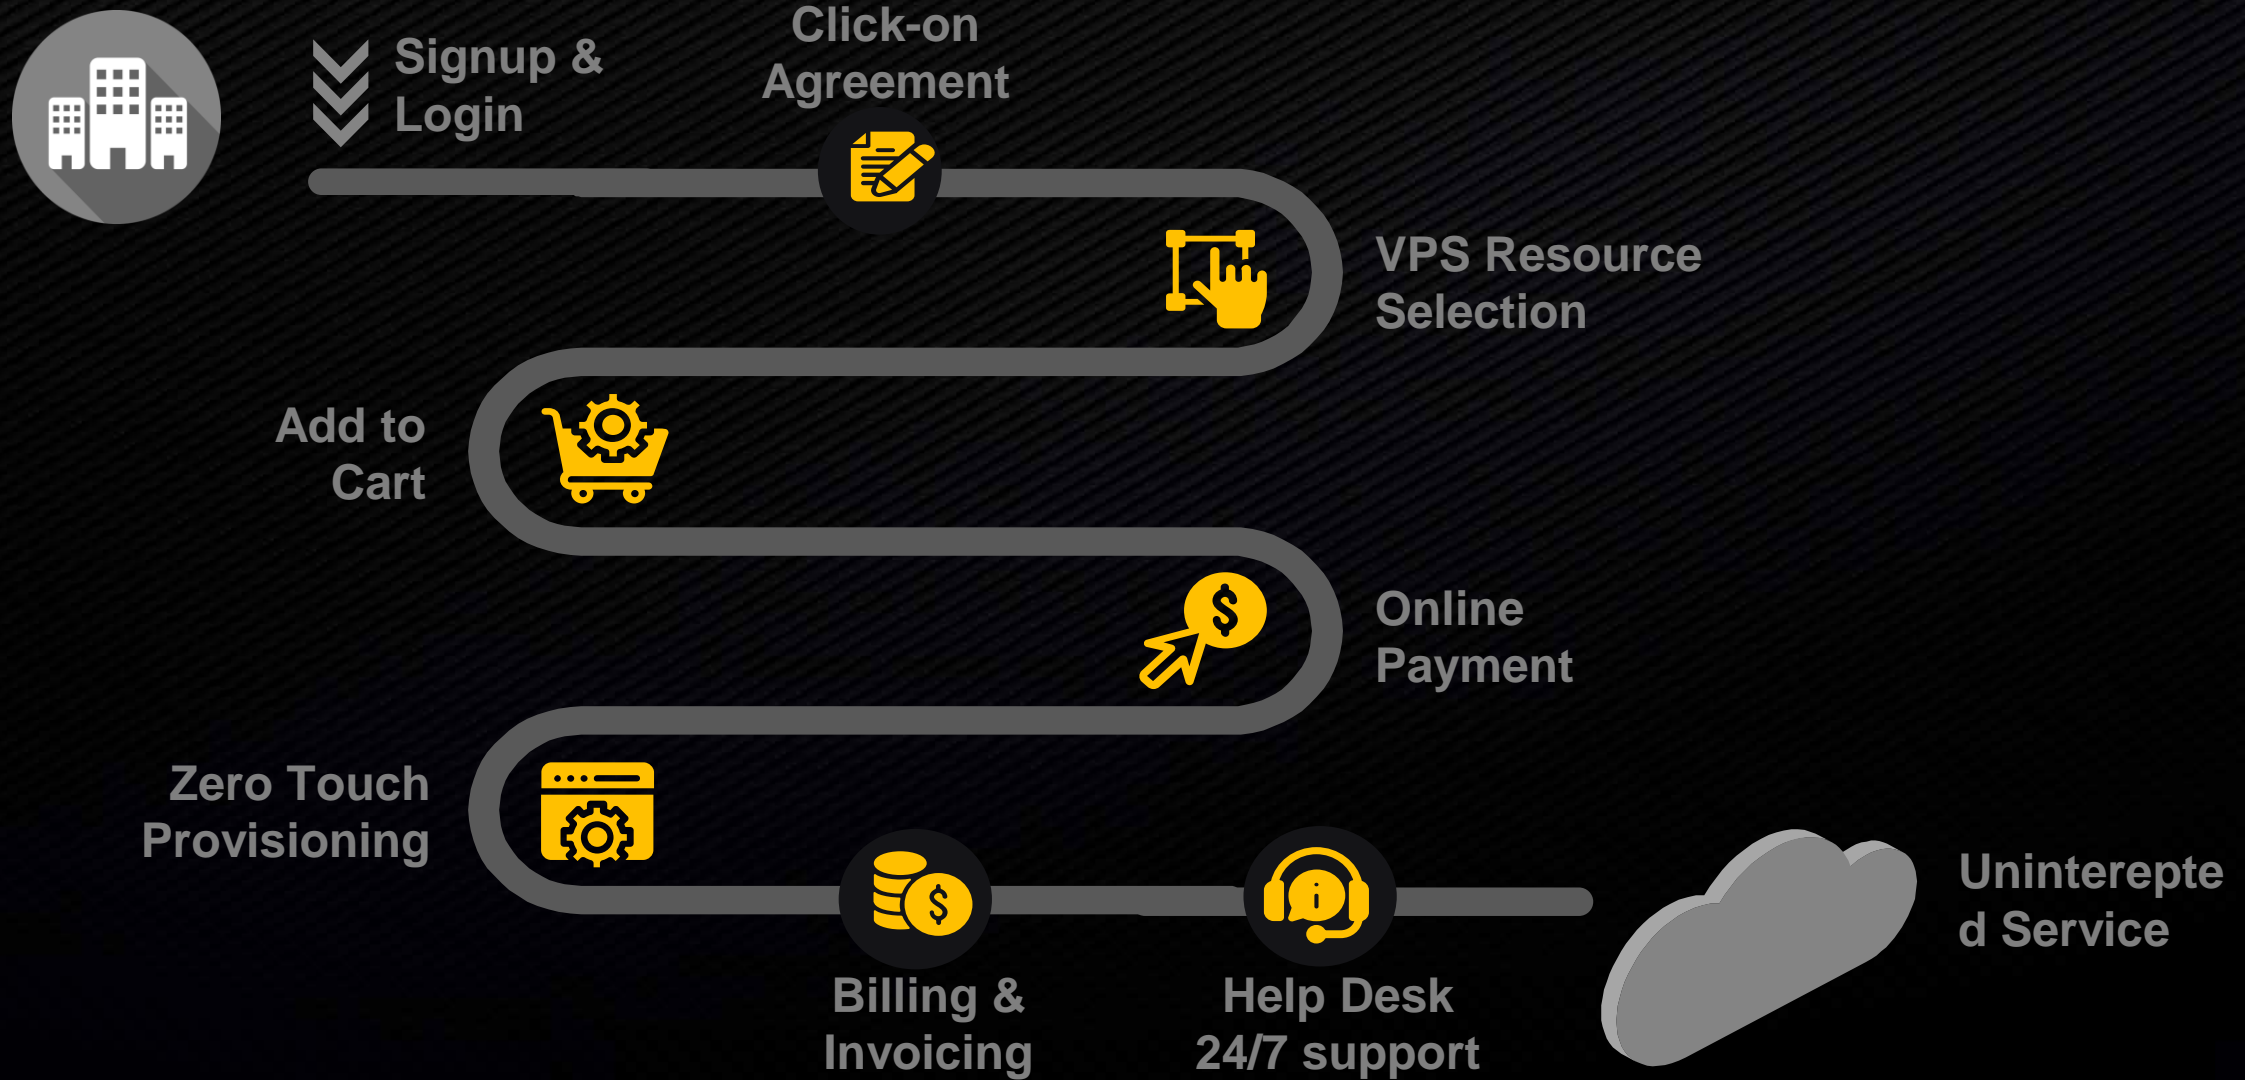 Signup &
Login
Click-on
Agreement
VPS Resource
Selection
Add to
Cart
$
Online
Payment
Zero Touch
Provisioning
$
i
Billing &
Invoicing
Help Desk
24/7 support
Uninterepte
d Service